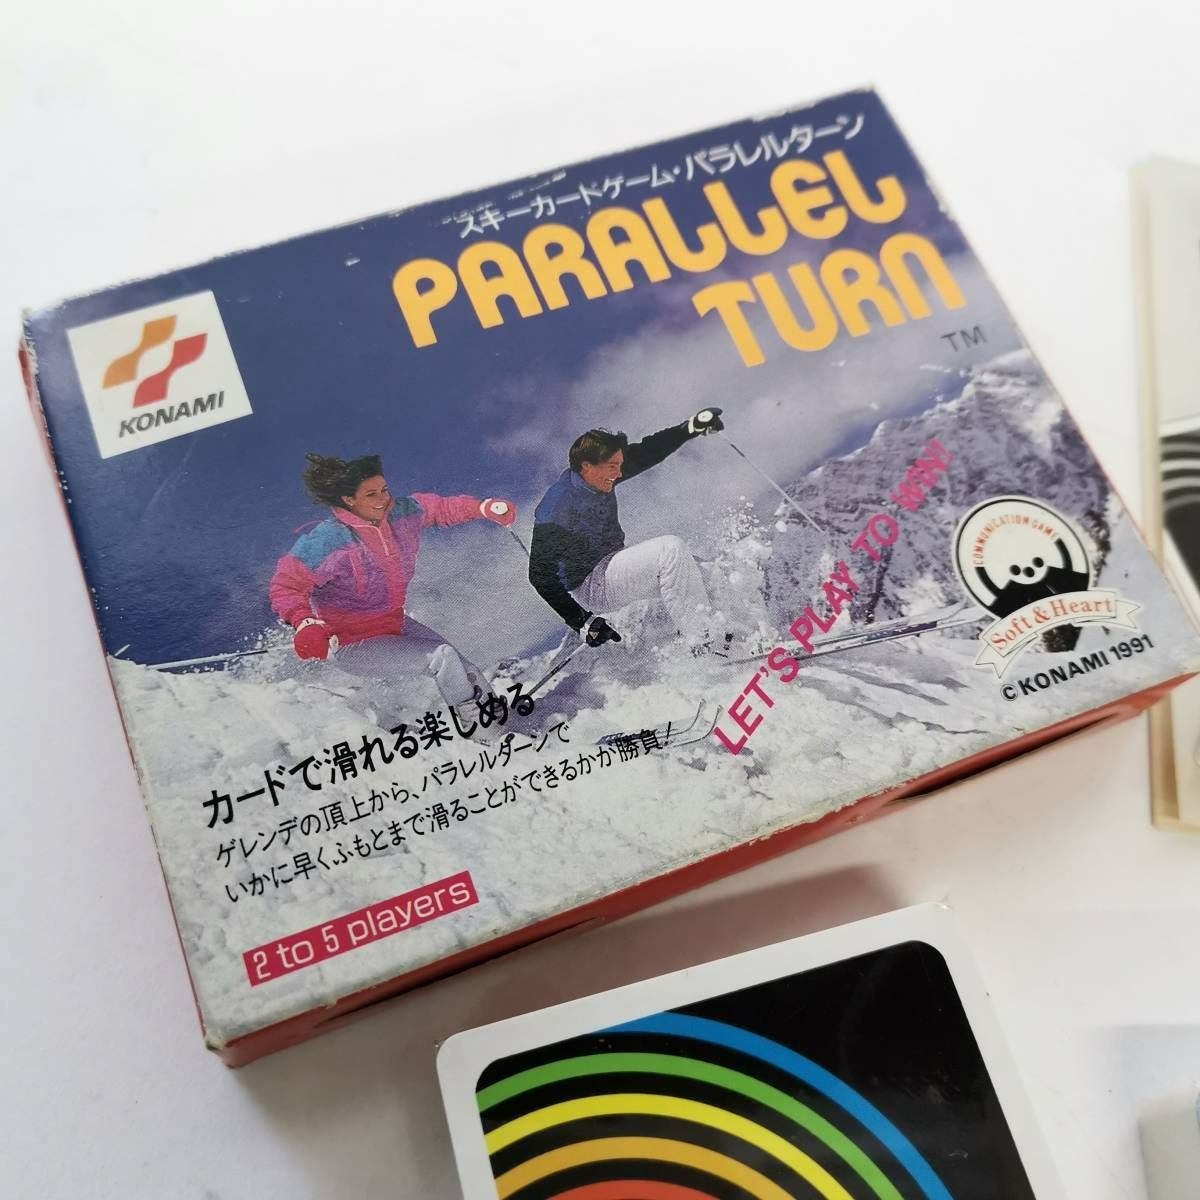 スキーカードゲーム・パラレルターン
PARALLEL
TURN
TM
KONAMI
LET'S PLAY TO WIN!
COMMUNICATION GAME
Soft & Heart
© KONAMI 1991
カードで滑れる楽しめる
ゲレンデの頂上から、パラレルターンで
いかに早くふもとまで滑ることができるかが勝負!
2 to 5 players